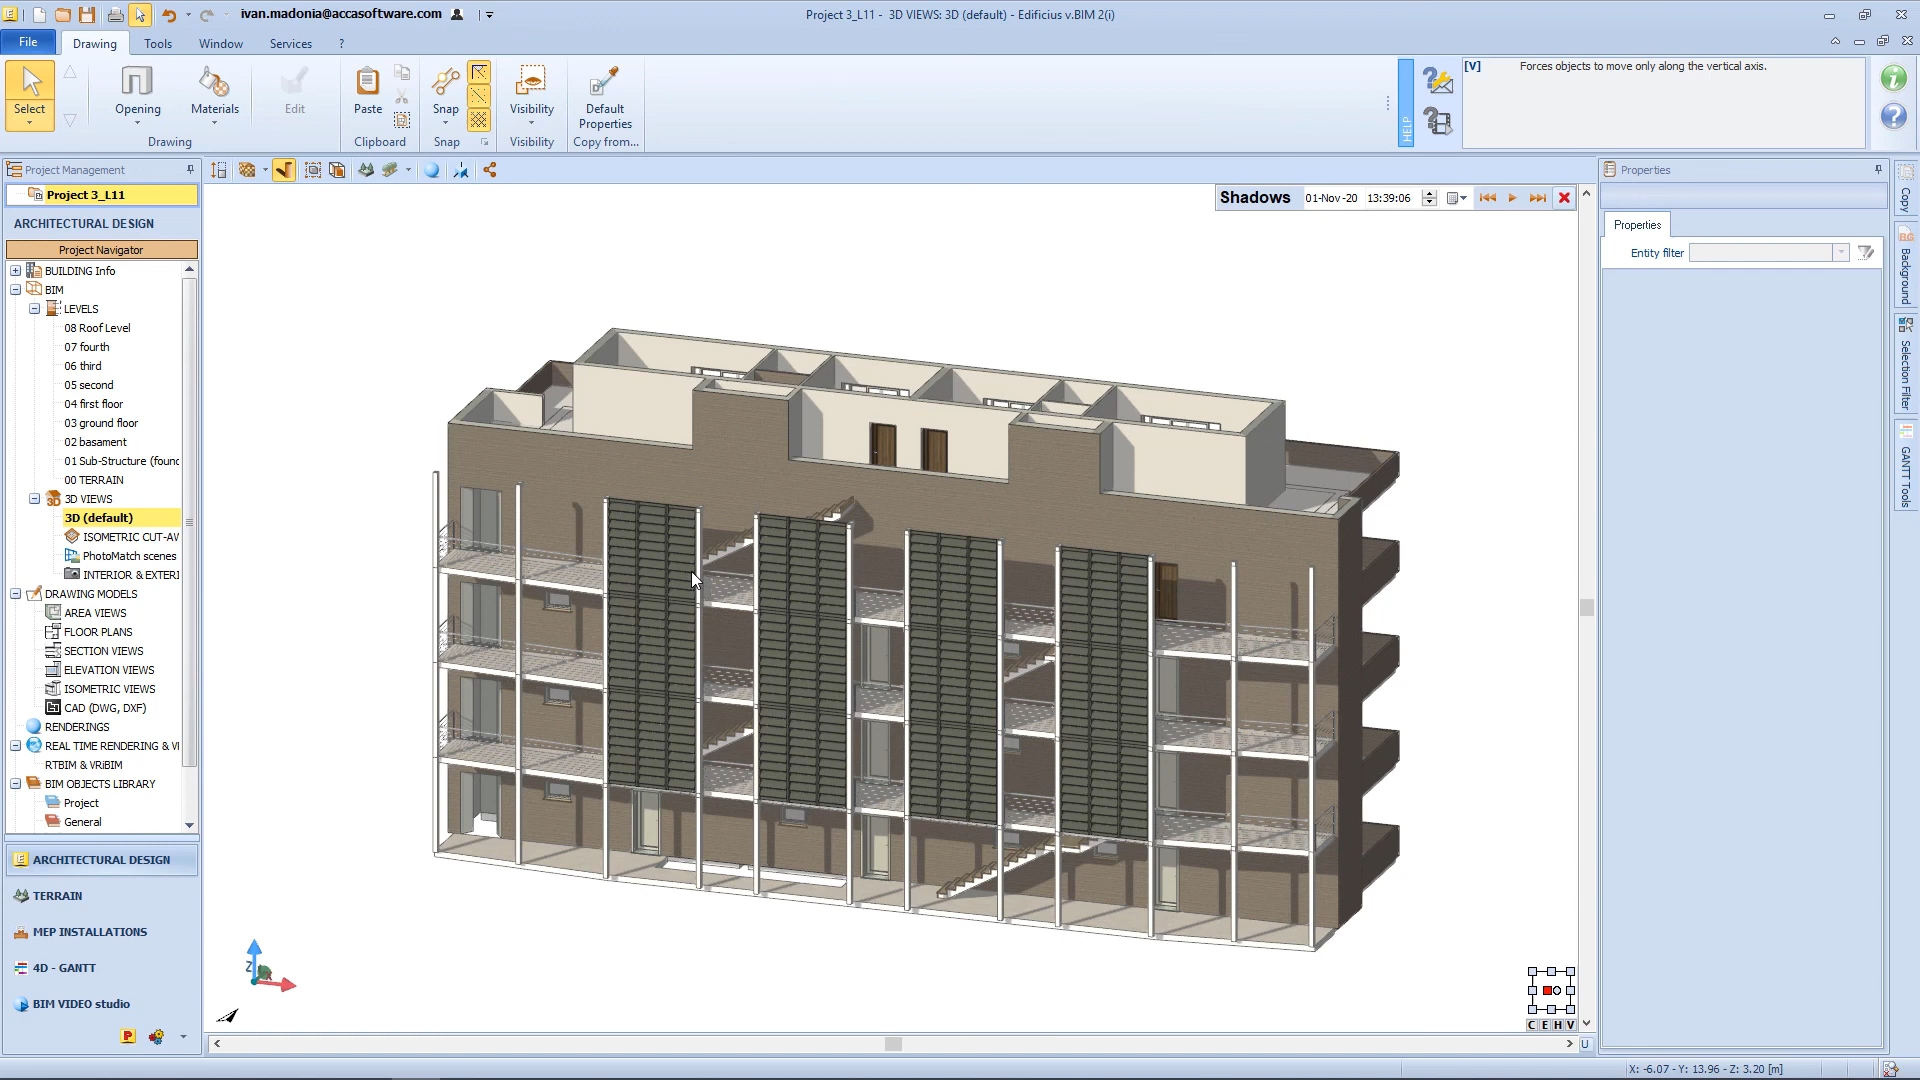 ivan.madonia@accasoftware.com
Project 3_L11 - 3D VIEWS: 3D (default) - Edificius v.BIM 2(i)
File
Drawing
Tools
Window
Services
?
Select
Opening
Materials
Edit
Paste
Snap
Visibility
Default
Properties
Drawing
Clipboard
Snap
Visibility
Copy from...
HELP
[V] Forces objects to move only along the vertical axis.
Project Management
Project 3_L11
ARCHITECTURAL DESIGN
Project Navigator
BUILDING Info
BIM
LEVELS
08 Roof Level
07 fourth
06 third
05 second
04 first floor
03 ground floor
02 basament
01 Sub-Structure (found
00 TERRAIN
3D VIEWS
3D (default)
ISOMETRIC CUT-AW
PhotoMatch scenes
INTERIOR & EXTERI
DRAWING MODELS
AREA VIEWS
FLOOR PLANS
SECTION VIEWS
ELEVATION VIEWS
ISOMETRIC VIEWS
CAD (DWG, DXF)
RENDERINGS
REAL TIME RENDERING & VI
RTBIM & VRiBIM
BIM OBJECTS LIBRARY
Project
General
ARCHITECTURAL DESIGN
TERRAIN
MEP INSTALLATIONS
4D - GANTT
BIM VIDEO studio
Shadows 01-Nov-20 13:39:06
Z
C E H V
U
Properties
Properties
Entity filter
Copy
Background
Selection Filter
GANTT Tools
X: -6.07 - Y: 13.96 - Z: 3.20 [m]